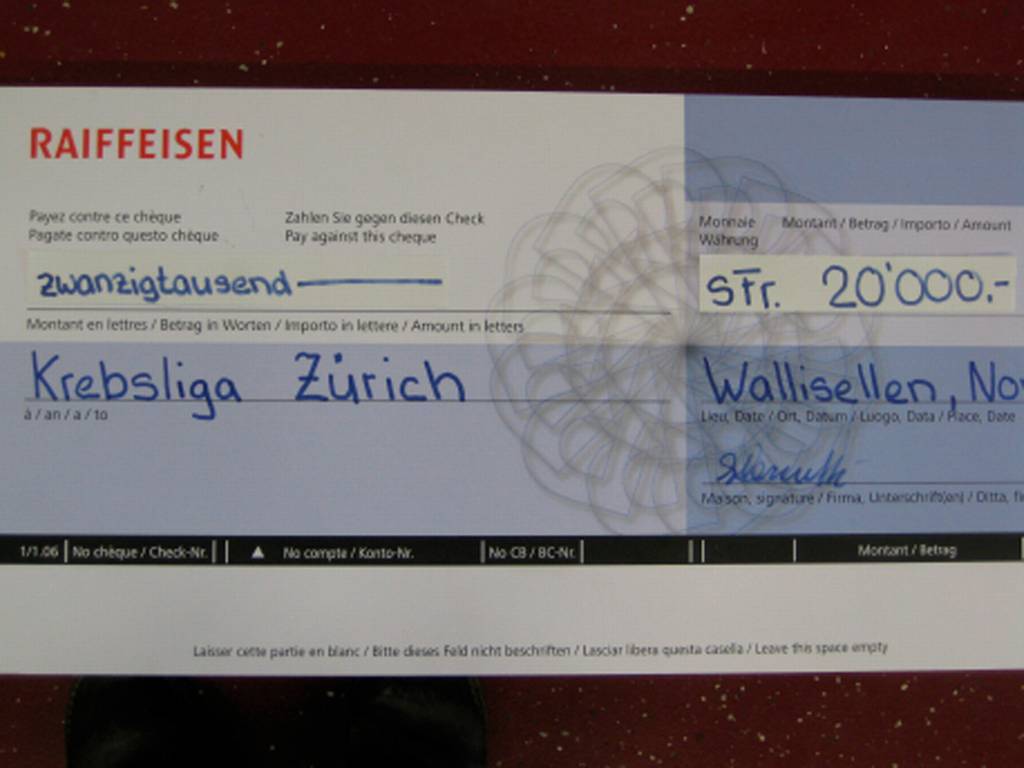 RAIFFEISEN
Payez contre ce chèque
Pagate contro questo chèque
Zahlen Sie gegen diesen Check
Pay against this cheque
Monnaie
Währung
Montant / Betrag / Importo / Amount
zwanzigtausend
SFr. 20'000.-
Montant en lettres / Betrag in Worten / Importo in lettere / Amount in letters
Krebsliga Zürich
à / an / a / to
Wallisellen, No
Lieu, Date / Ort, Datum / Luogo, Data / Place, Date
Maison, signature / Firma, Unterschrift(en) / Ditta,
1/1.06 No chèque / Check-Nr. No compte / Konto-Nr. No CB / BC-Nr. Montant / Betrag
Laisser cette partie en blanc / Bitte dieses Feld nicht beschriften / Lasciar libera questa casella / Leave this space empty